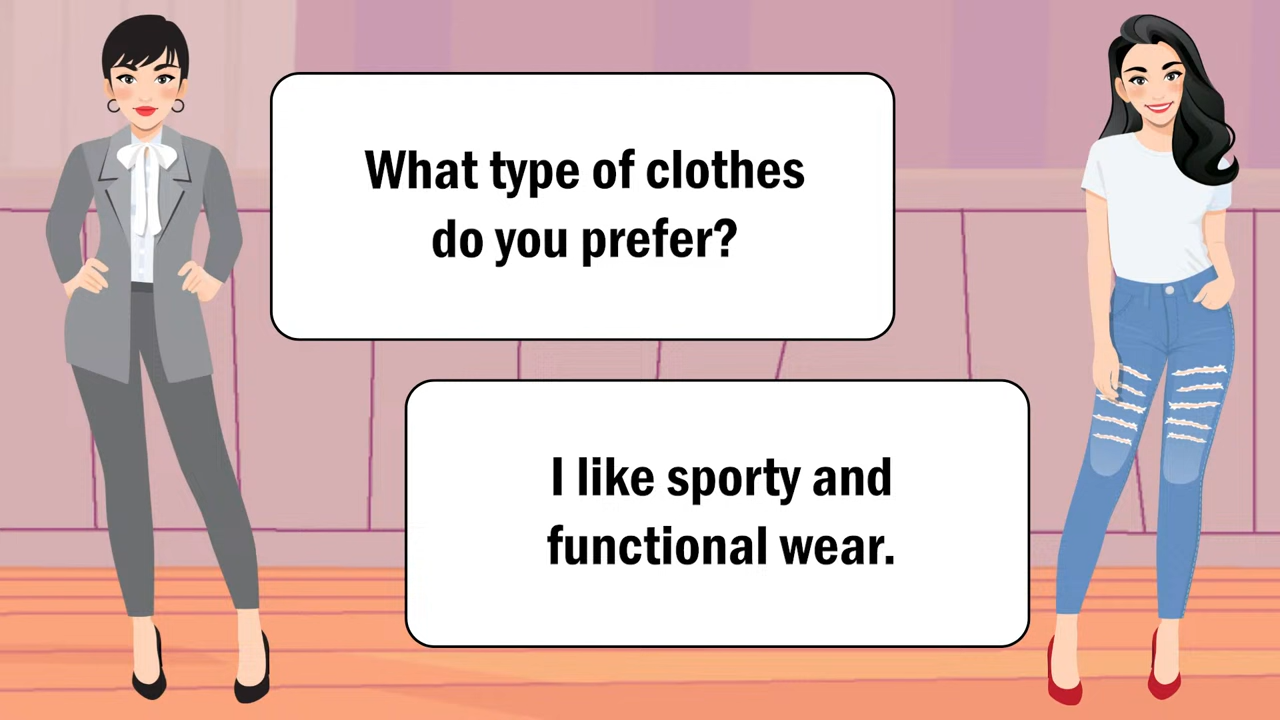 What type of clothes
do you prefer?
I like sporty and
functional wear.